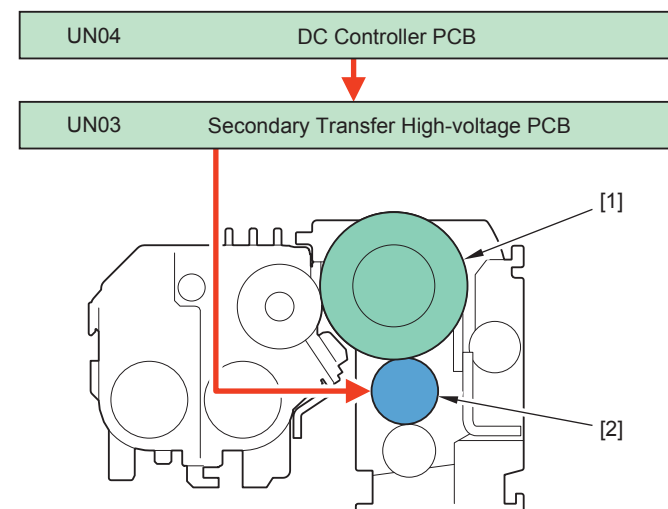 UN04 DC Controller PCB
UN03 Secondary Transfer High-voltage PCB
[1]
[2]